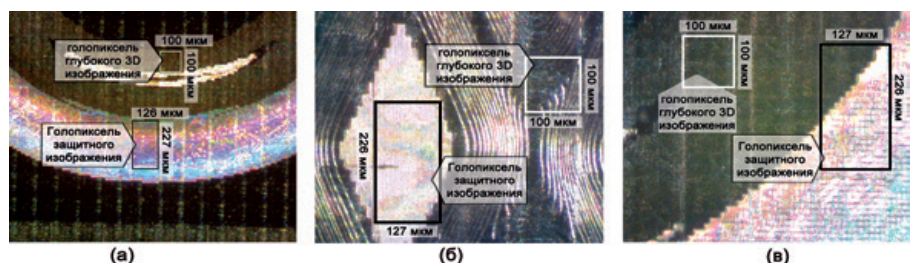 100 мкм
голопиксель
глубокого 3D
изображения
100 мкм
126 мкм
Голопиксель
защитного
изображения
227 мкм
(а)
голопиксель
глубокого 3D
изображения
100 мкм
100 мкм
226 мкм
Голопиксель
защитного
изображения
127 мкм
(б)
100 мкм
100 мкм
голопиксель
глубокого 3D
изображения
127 мкм
226 мкм
Голопиксель
защитного
изображения
(в)